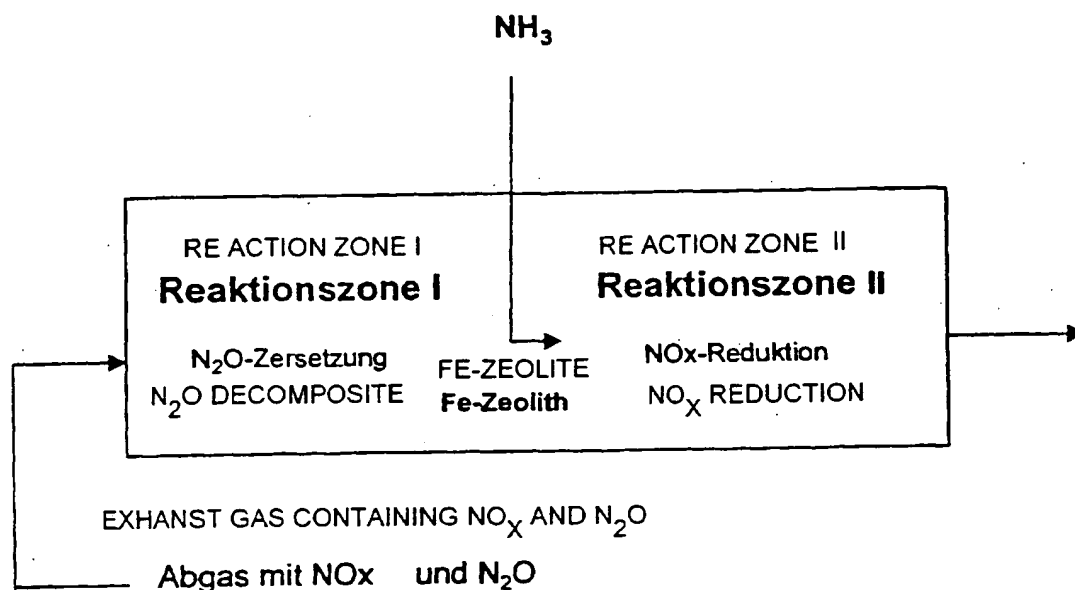 NH₃
RE ACTION ZONE I
Reaktionszone I
N₂O-Zersetzung
N₂O DECOMPOSITE
FE-ZEOLITE
Fe-Zeolith
RE ACTION ZONE II
Reaktionszone II
NOx-Reduktion
NOX REDUCTION
EXHANST GAS CONTAINING NOX AND N₂O
Abgas mit NOx und N₂O